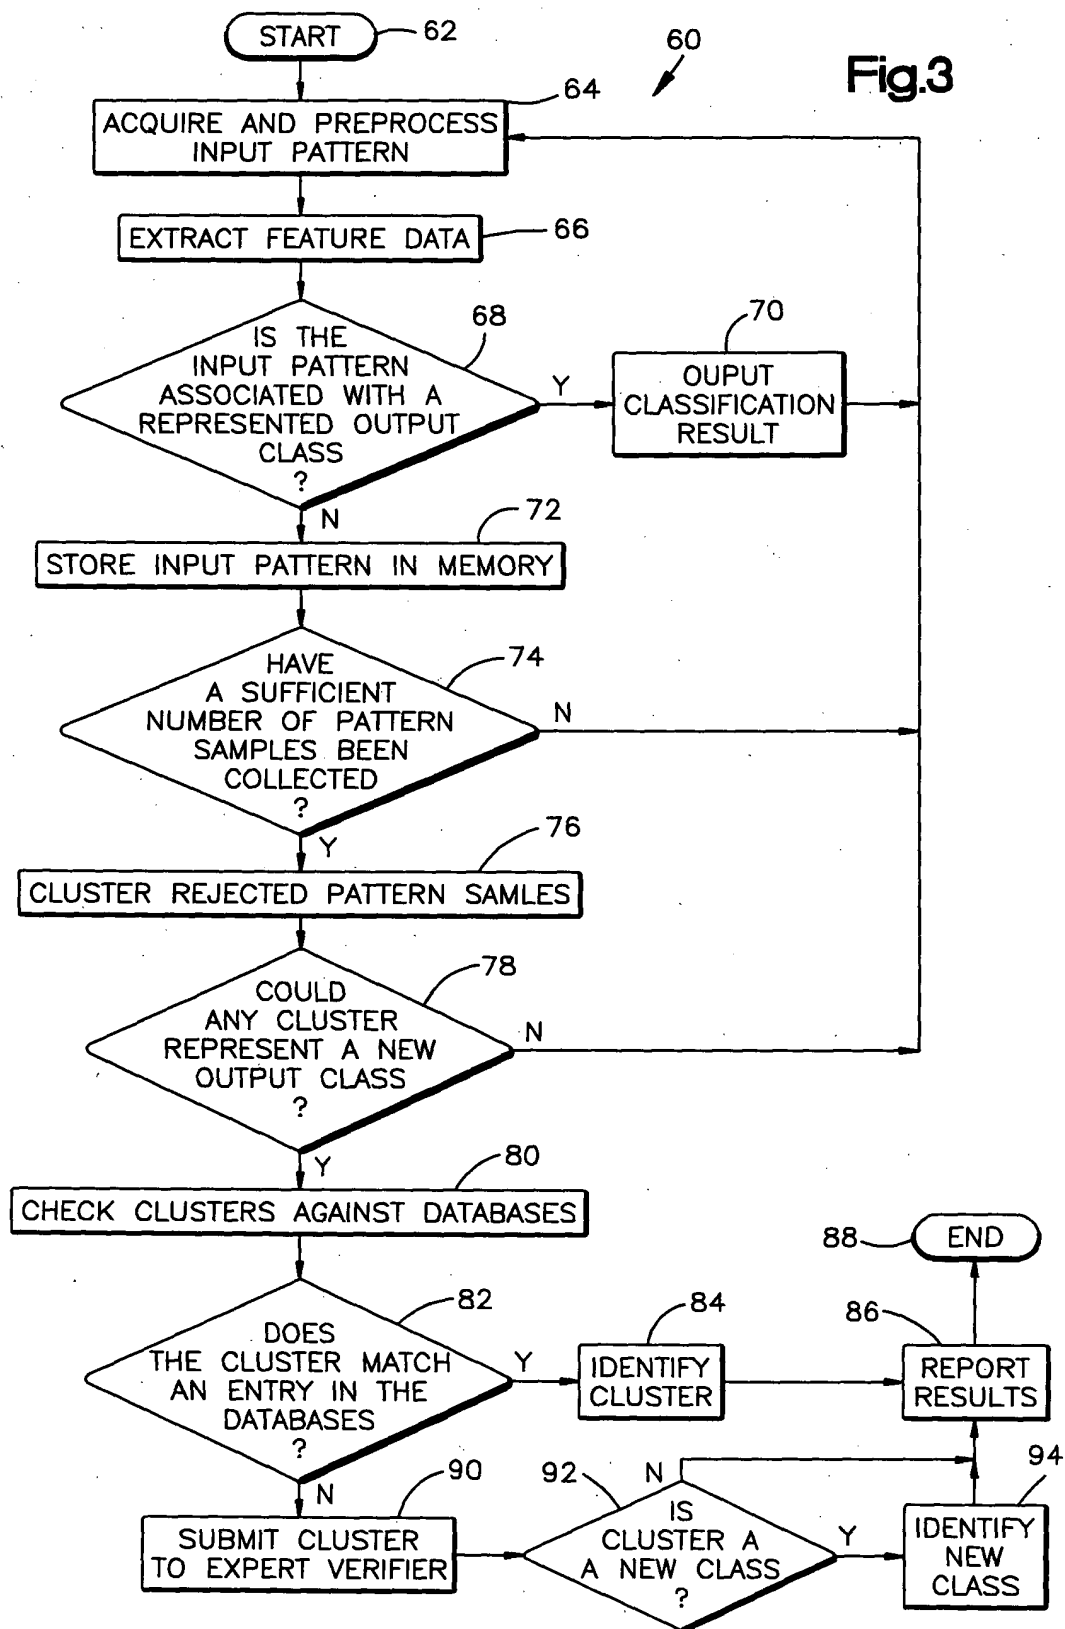 START
62
60
Fig.3
64
ACQUIRE AND PREPROCESS
INPUT PATTERN
EXTRACT FEATURE DATA
66
68
IS THE
INPUT PATTERN
ASSOCIATED WITH A
REPRESENTED OUTPUT
CLASS
?
Y
70
OUPUT
CLASSIFICATION
RESULT
N
72
STORE INPUT PATTERN IN MEMORY
74
HAVE
A SUFFICIENT
NUMBER OF PATTERN
SAMPLES BEEN
COLLECTED
?
N
Y
76
CLUSTER REJECTED PATTERN SAMLES
78
COULD
ANY CLUSTER
REPRESENT A NEW
OUTPUT CLASS
?
N
Y
80
CHECK CLUSTERS AGAINST DATABASES
82
DOES
THE CLUSTER MATCH
AN ENTRY IN THE
DATABASES
?
Y
84
IDENTIFY
CLUSTER
88
END
86
REPORT
RESULTS
N
90
SUBMIT CLUSTER
TO EXPERT VERIFIER
92
N
IS
CLUSTER A
A NEW CLASS
?
Y
94
IDENTIFY
NEW
CLASS